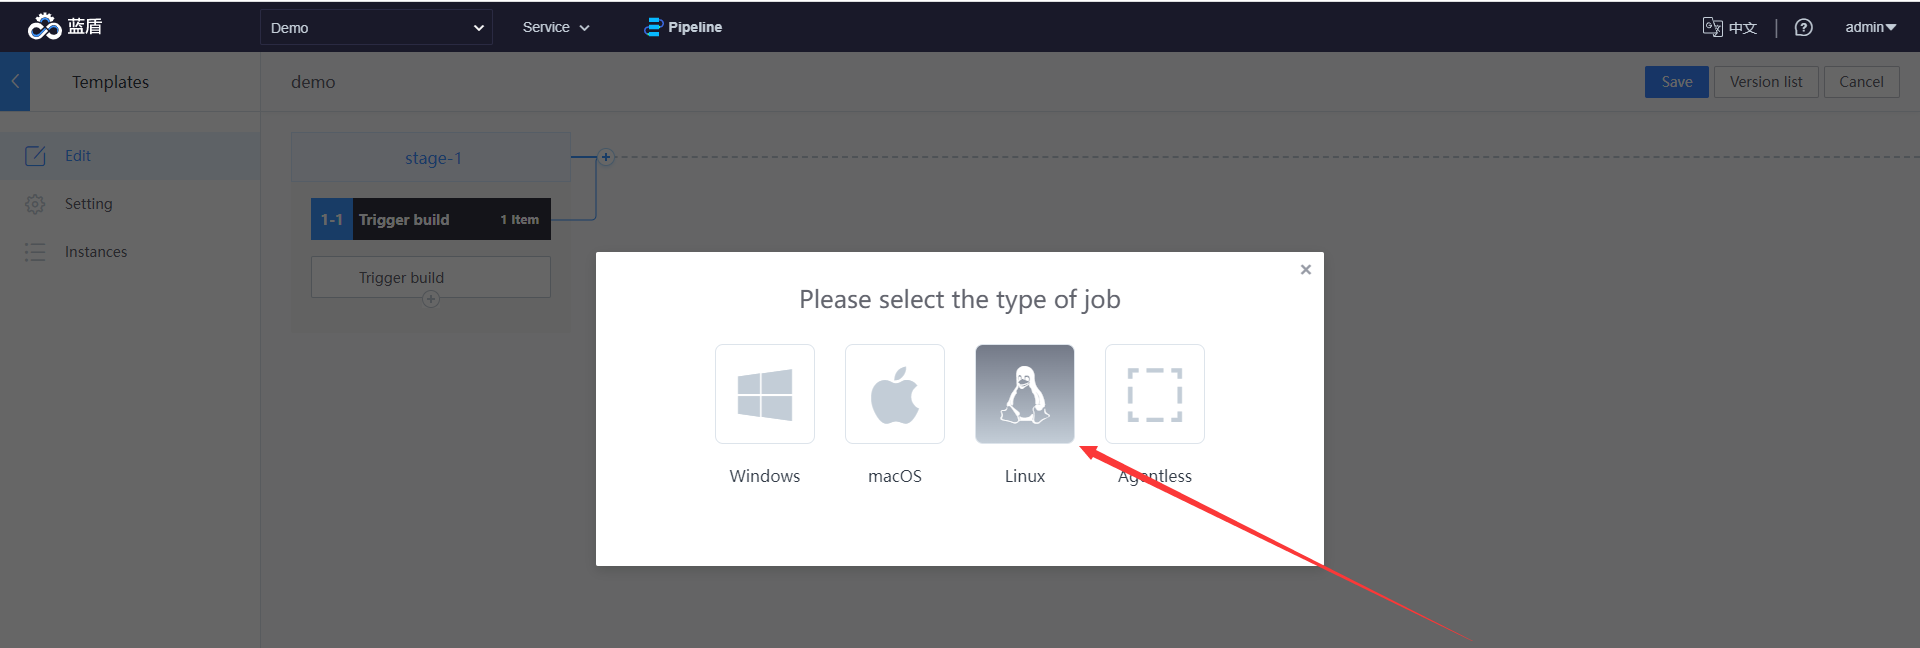 蓝盾
Demo
Service
Pipeline
中文
admin
Templates
demo
Save
Version list
Cancel
Edit
Setting
Instances
stage-1
1-1 Trigger build 1 Item
Trigger build
Please select the type of job
Windows
macOS
Linux
Agentless